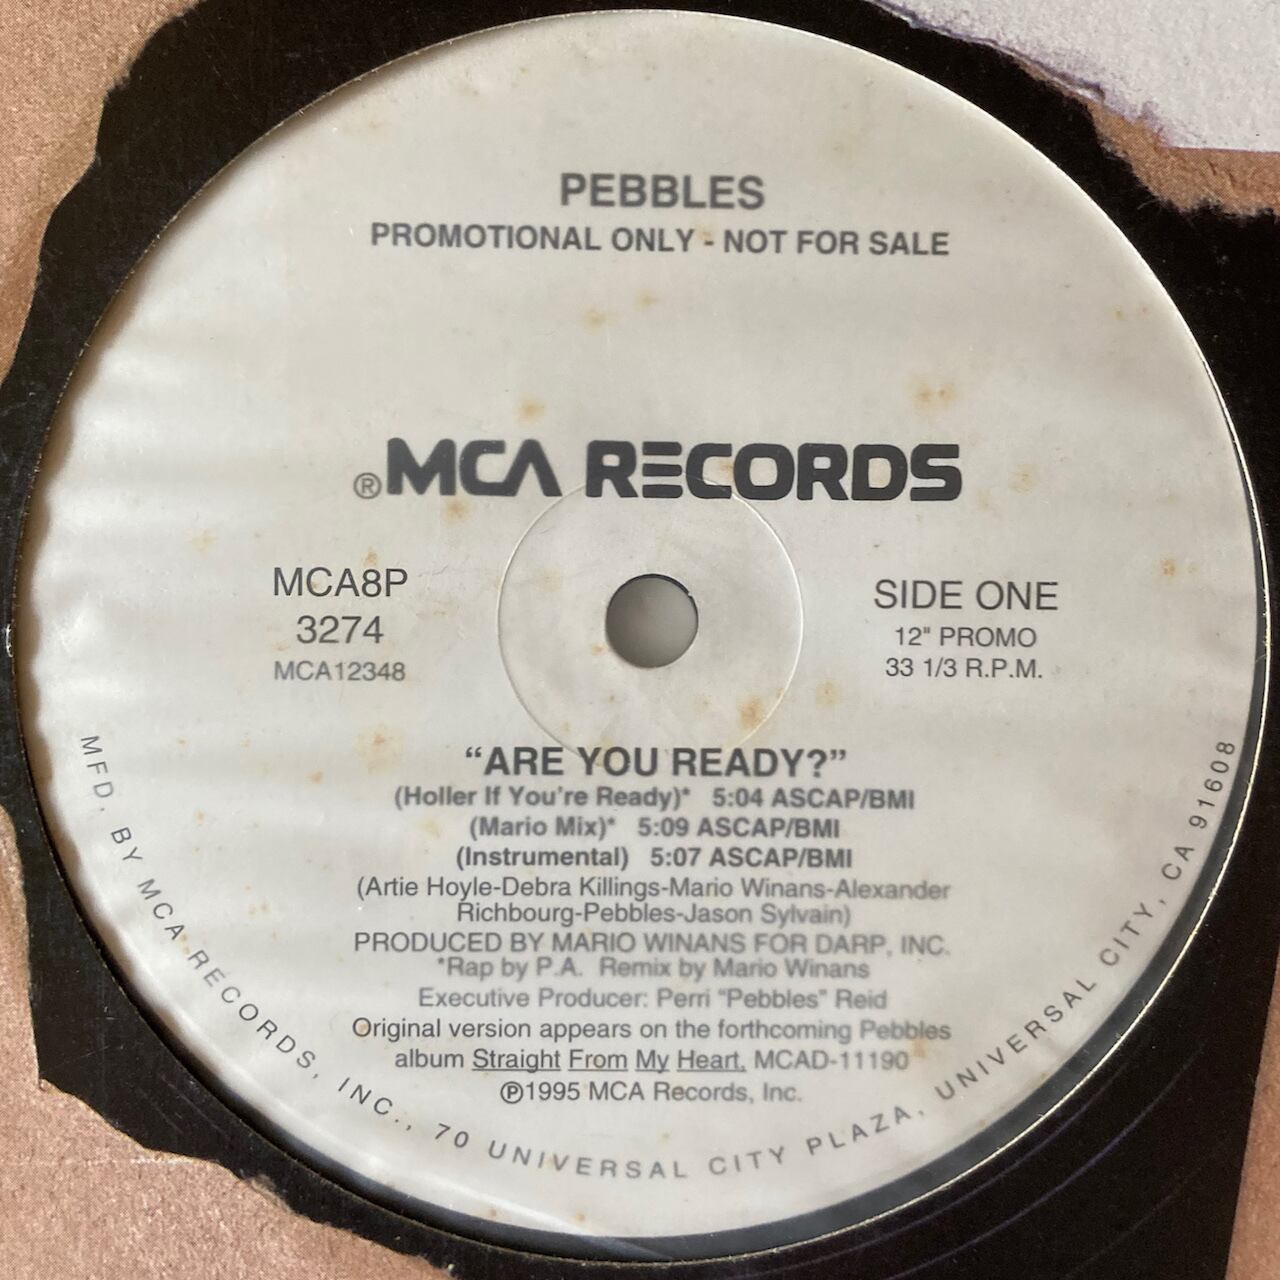 PEBBLES
PROMOTIONAL ONLY - NOT FOR SALE
®MCA RECORDS
MCA8P
3274
MCA12348
SIDE ONE
12" PROMO
33 1/3 R.P.M.
“ARE YOU READY?”
(Holler If You're Ready)* 5:04 ASCAP/BMI
(Mario Mix)* 5:09 ASCAP/BMI
(Instrumental) 5:07 ASCAP/BMI
(Artie Hoyle-Debra Killings-Mario Winans-Alexander
Richbourg-Pebbles-Jason Sylvain)
PRODUCED BY MARIO WINANS FOR DARP, INC.
*Rap by P.A. Remix by Mario Winans
Executive Producer: Perri “Pebbles” Reid
Original version appears on the forthcoming Pebbles
album Straight From My Heart, MCAD-11190
℗1995 MCA Records, Inc.
MFD. BY MCA RECORDS, INC., 70 UNIVERSAL CITY PLAZA, UNIVERSAL CITY, CA 91608